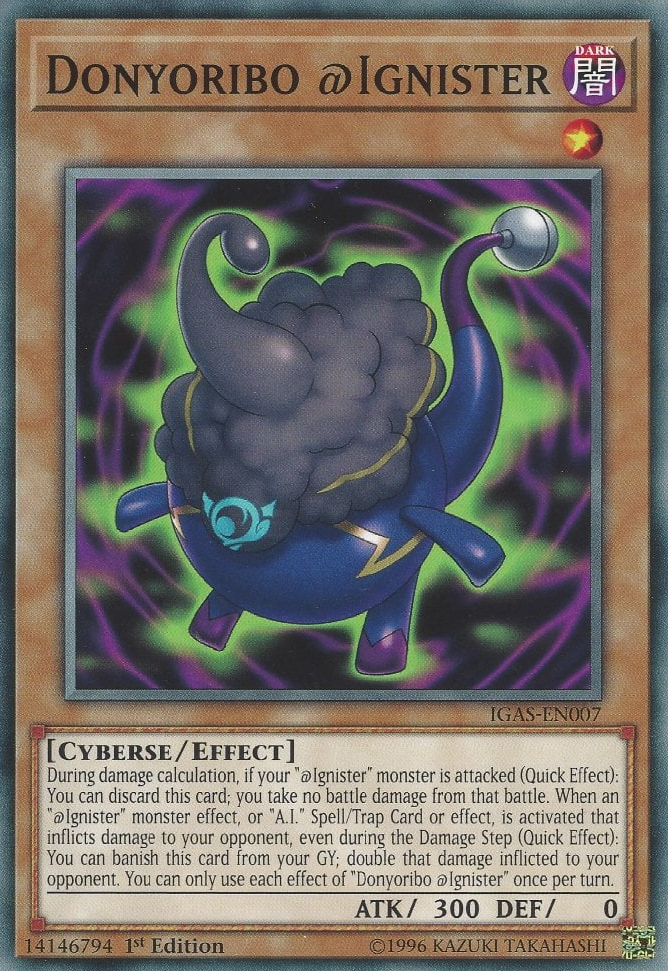 DONYORIBO @IGNISTER
DARK
闇
IGAS-EN007
[CYBERSE/EFFECT]
During damage calculation, if your "@Ignister" monster is attacked (Quick Effect):
You can discard this card; you take no battle damage from that battle. When an
"@Ignister" monster effect, or "A.I." Spell/Trap Card or effect, is activated that
inflicts damage to your opponent, even during the Damage Step (Quick Effect):
You can banish this card from your GY; double that damage inflicted to your
opponent. You can only use each effect of "Donyoribo @Ignister" once per turn.
ATK/ 300 DEF/ 0
14146794 1st Edition ©1996 KAZUKI TAKAHASHI